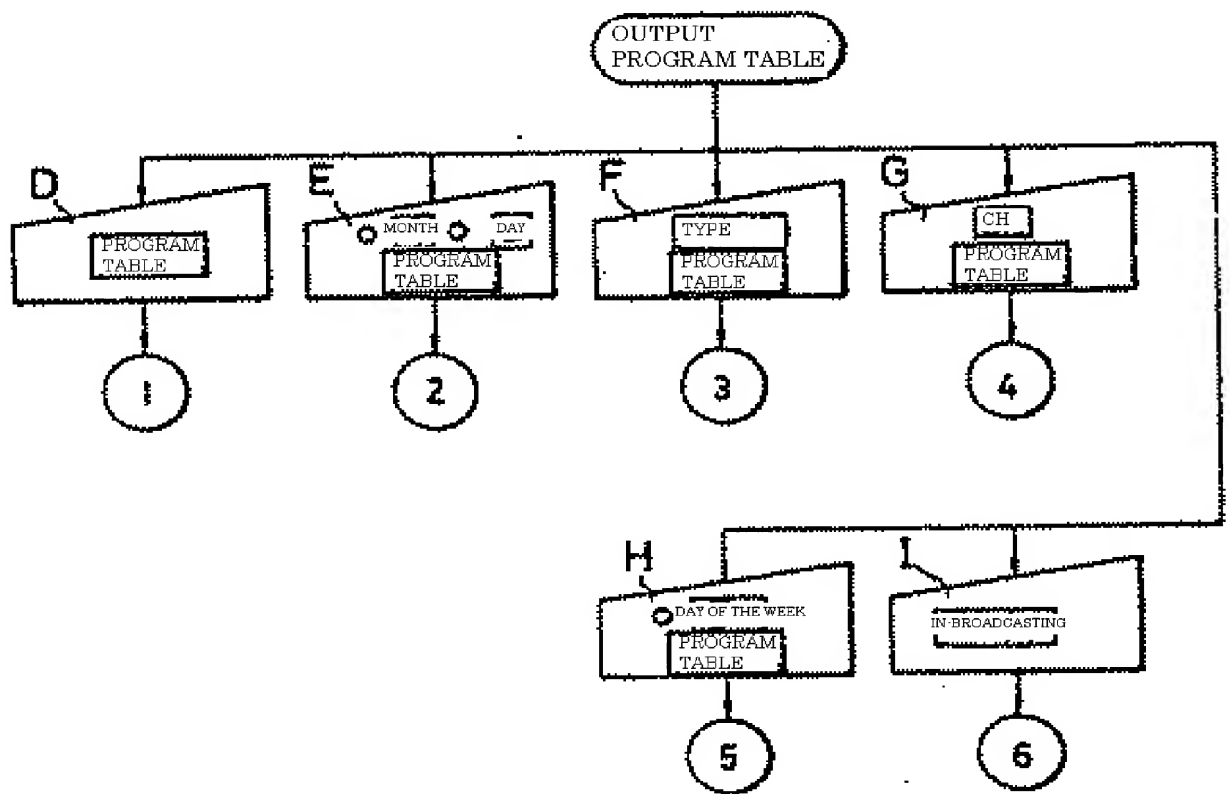 OUTPUT
PROGRAM TABLE
D
PROGRAM
TABLE
1
E
MONTH DAY
PROGRAM
TABLE
2
F
TYPE
PROGRAM
TABLE
3
G
CH
PROGRAM
TABLE
4
H
DAY OF THE WEEK
PROGRAM
TABLE
5
I
IN-BROADCASTING
6